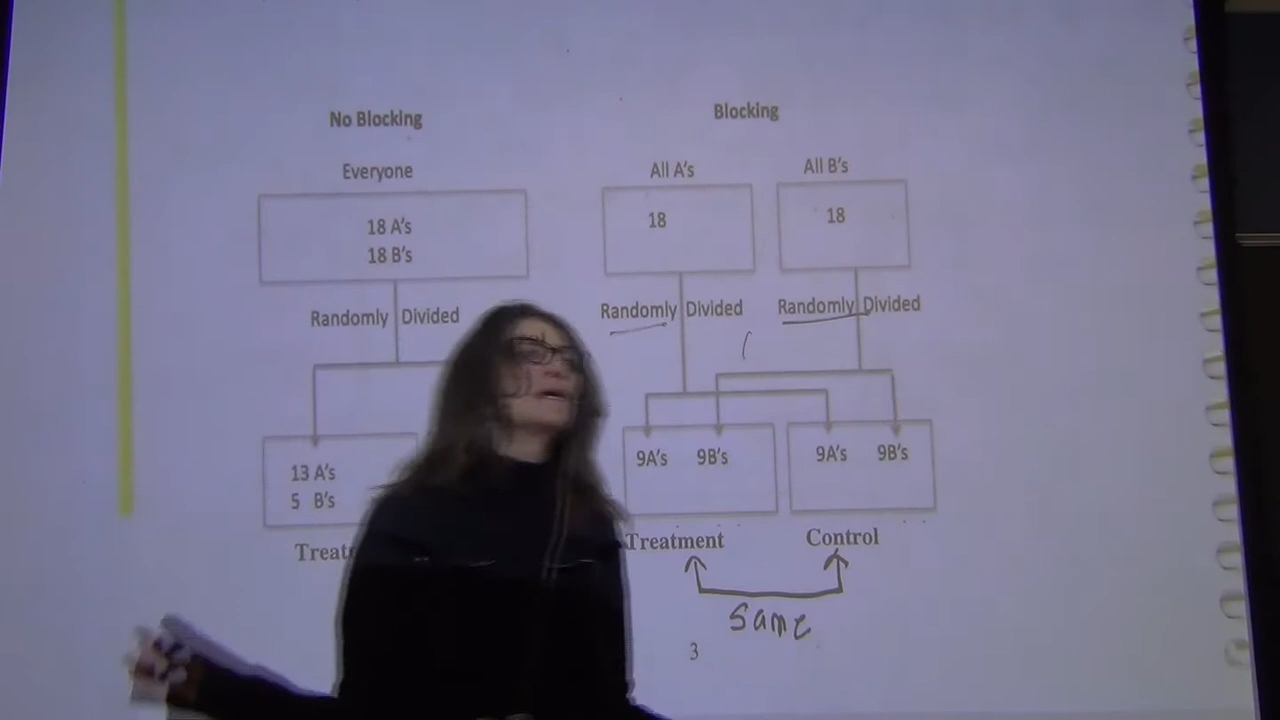 No Blocking
Everyone
18 A's
18 B's
Randomly Divided
13 A's
5 B's
Blocking
All A's
All B's
18
18
Randomly Divided
Randomly Divided
9A's 9B's
9A's 9B's
Treatment
Control
Same
3